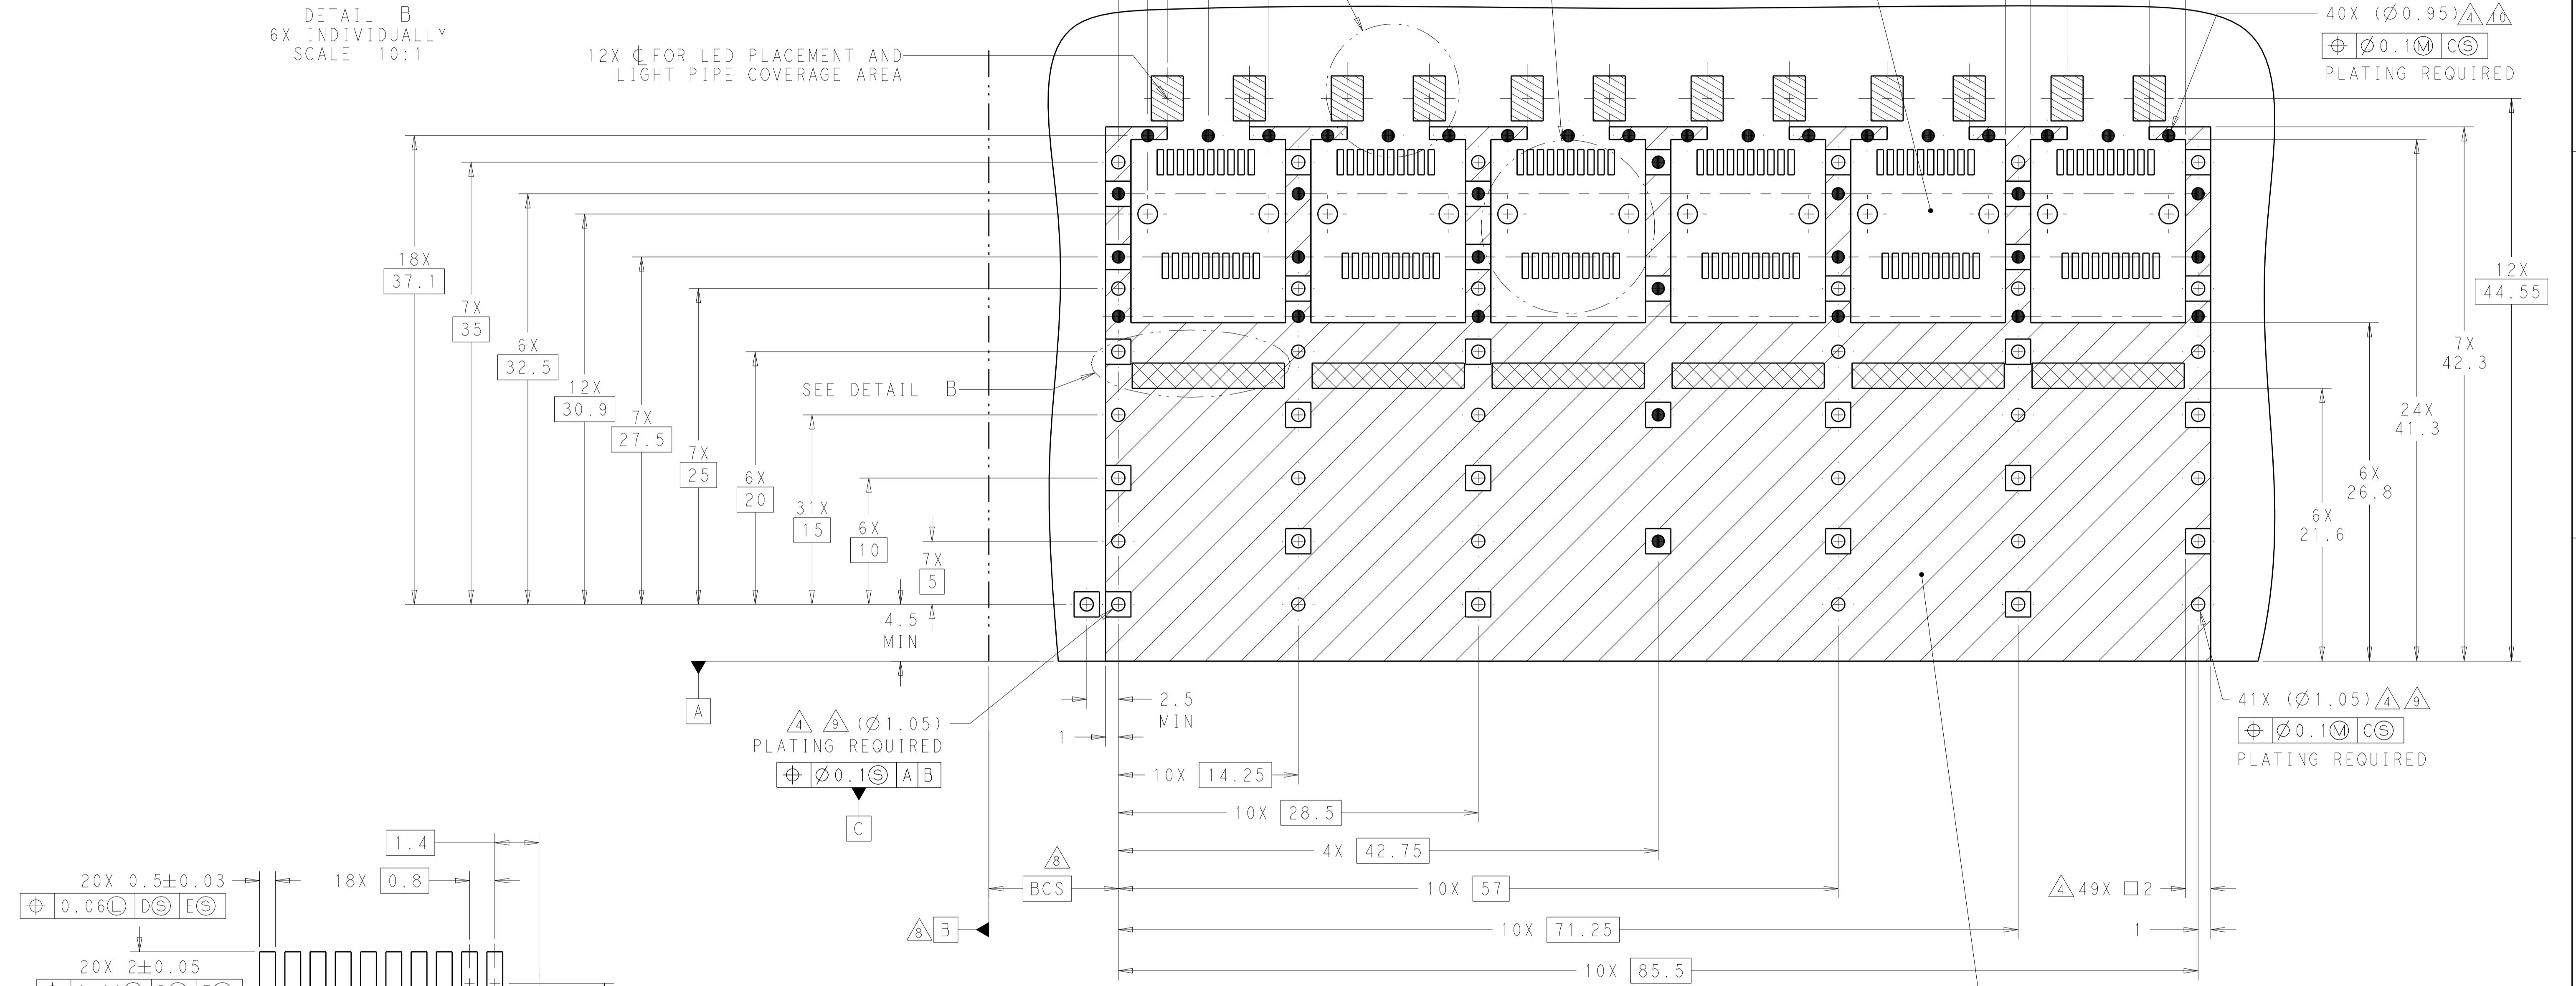 DETAIL B
6X INDIVIDUALLY
SCALE 10:1
12X ℄ FOR LED PLACEMENT AND
LIGHT PIPE COVERAGE AREA
40X (Ø0.95) 4 10
⌖ Ø0.1Ⓜ CⓈ
PLATING REQUIRED
18X
37.1
7X
35
6X
32.5
12X
30.9
7X
27.5
7X
25
6X
20
31X
15
6X
10
7X
5
4.5
MIN
SEE DETAIL B
12X
44.55
7X
42.3
24X
41.3
6X
26.8
6X
21.6
A
4 9 (Ø1.05)
PLATING REQUIRED
⌖ Ø0.1Ⓢ A B
C
2.5
MIN
1
10X 14.25
10X 28.5
4X 42.75
8
BCS
10X 57
8 B
10X 71.25
10X 85.5
41X (Ø1.05) 4 9
⌖ Ø0.1Ⓜ CⓈ
PLATING REQUIRED
4 49X □2
1
1.4
20X 0.5±0.03
18X 0.8
⌖ 0.06Ⓛ DⓈ EⓈ
20X 2±0.05